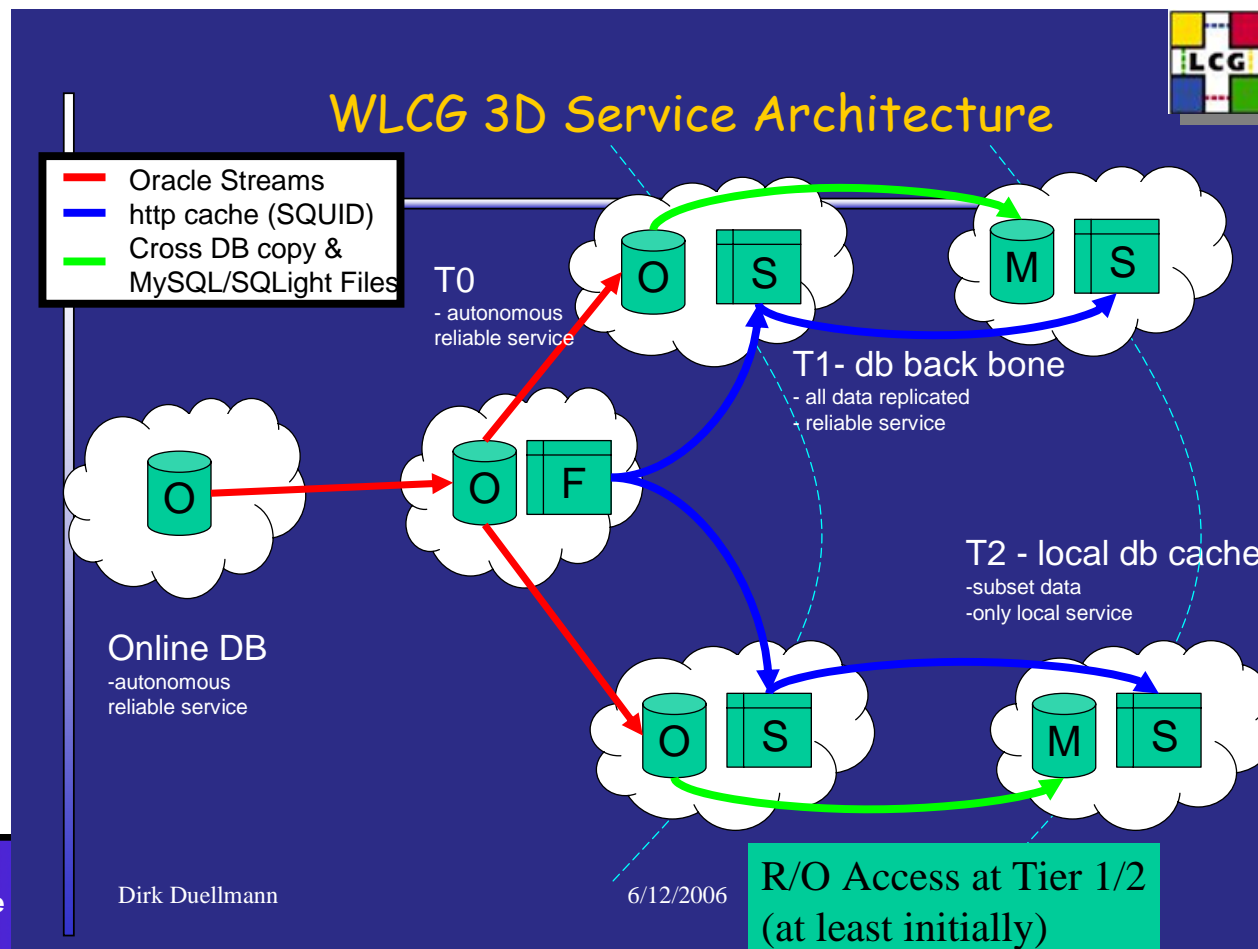 LCG
WLCG 3D Service Architecture
Oracle Streams
http cache (SQUID)
Cross DB copy &
MySQL/SQLight Files
T0
- autonomous
reliable service
O
S
M
S
T1- db back bone
- all data replicated
- reliable service
O
O
F
T2 - local db cache
-subset data
-only local service
Online DB
-autonomous
reliable service
O
S
M
S
R/O Access at Tier 1/2
(at least initially)
Dirk Duellmann
6/12/2006
e